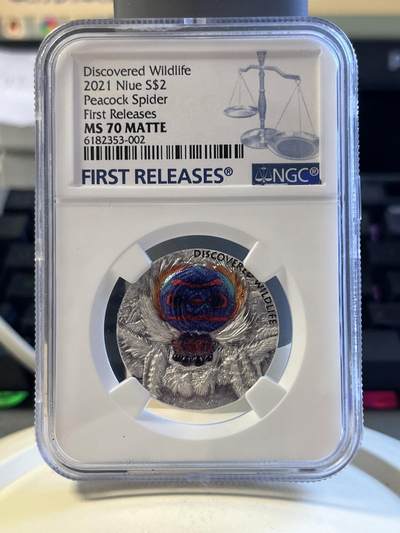 Discovered Wildlife
2021 Niue S$2
Peacock Spider
First Releases
MS 70 MATTE
6182353-002
FIRST RELEASES®
NGC®
DISCOVERED WILDLIFE